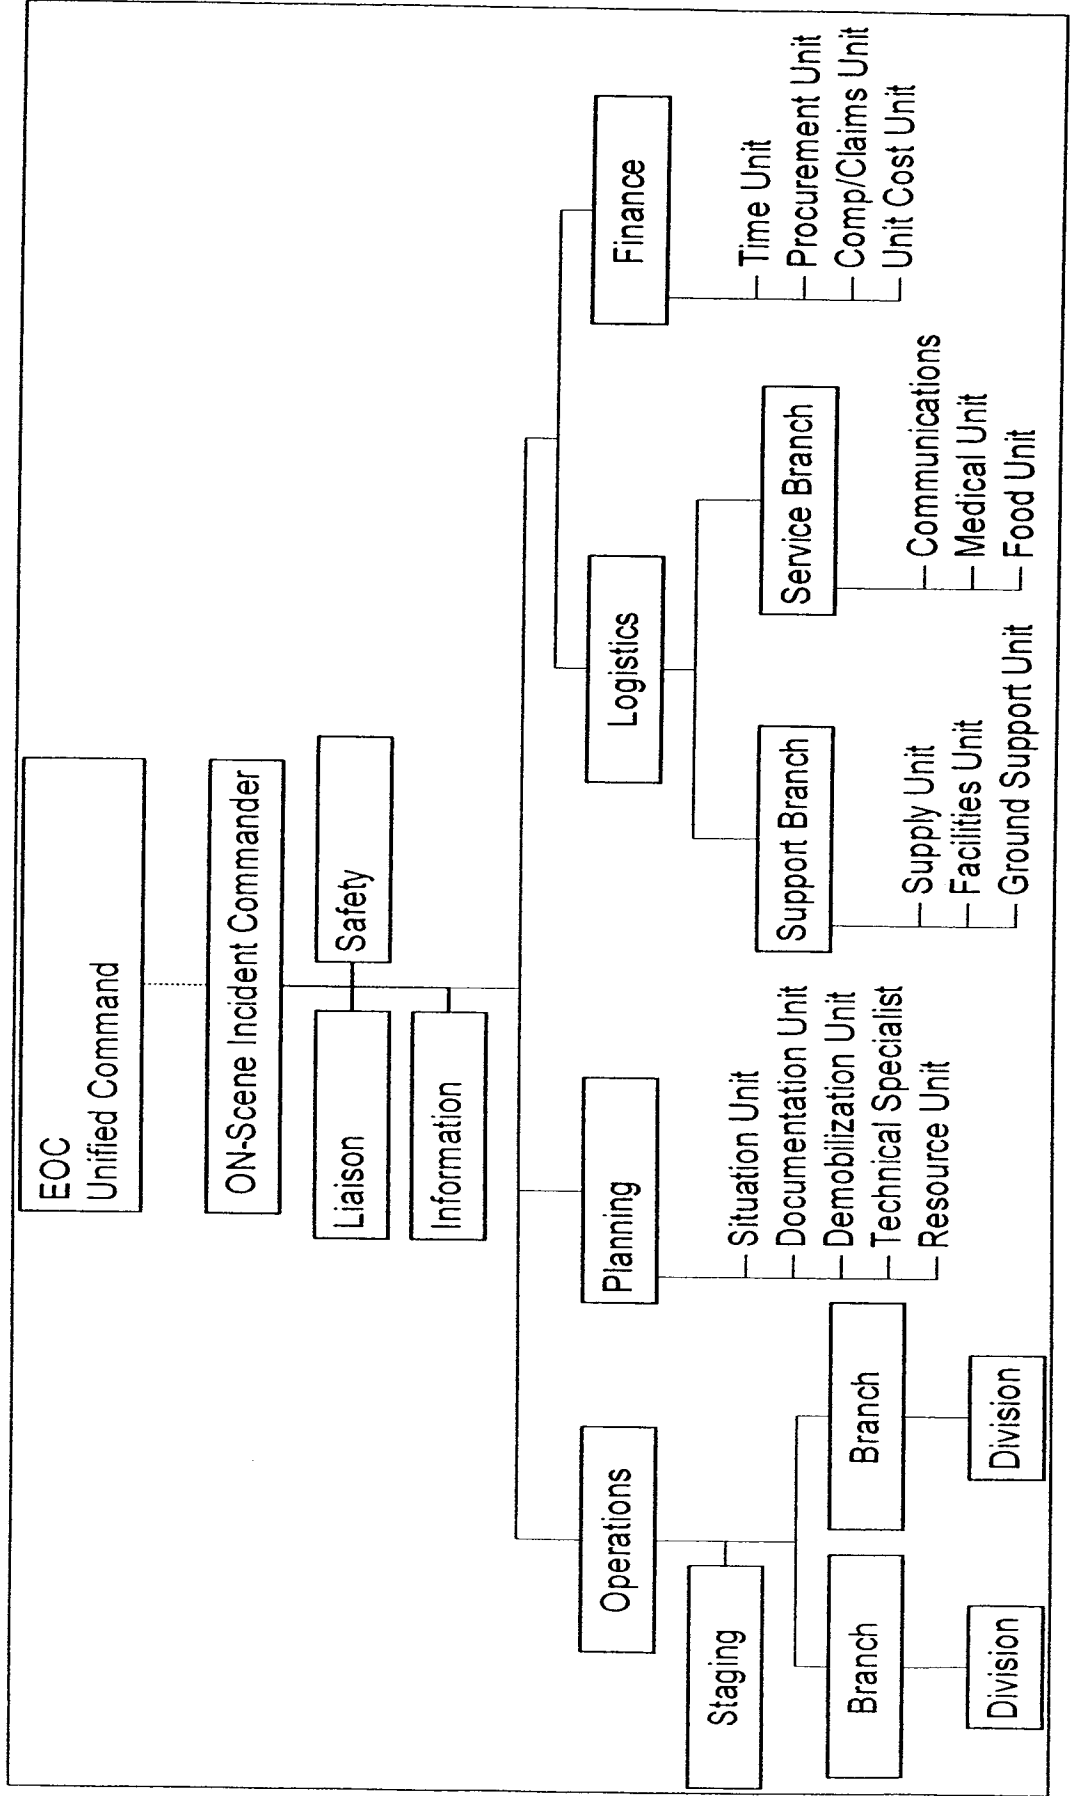 EOC
Unified Command
ON-Scene Incident Commander
Liaison
Safety
Information
Operations
Planning
Logistics
Finance
Staging
Branch
Branch
Division
Division
Situation Unit
Documentation Unit
Demobilization Unit
Technical Specialist
Resource Unit
Support Branch
Service Branch
Supply Unit
Facilities Unit
Ground Support Unit
Communications
Medical Unit
Food Unit
Time Unit
Procurement Unit
Comp/Claims Unit
Unit Cost Unit